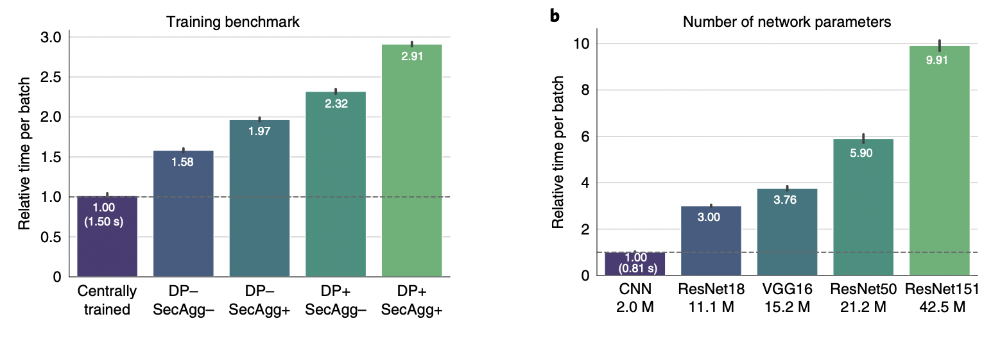 Training benchmark
Relative time per batch
3.0
2.5
2.0
1.5
1.0
0.5
0
1.00
(1.50 s)
1.58
1.97
2.32
2.91
Centrally trained
DP–
SecAgg–
DP–
SecAgg+
DP+
SecAgg–
DP+
SecAgg+
b
Number of network parameters
Relative time per batch
10
8
6
4
2
0
1.00
(0.81 s)
3.00
3.76
5.90
9.91
CNN
2.0 M
ResNet18
11.1 M
VGG16
15.2 M
ResNet50
21.2 M
ResNet151
42.5 M